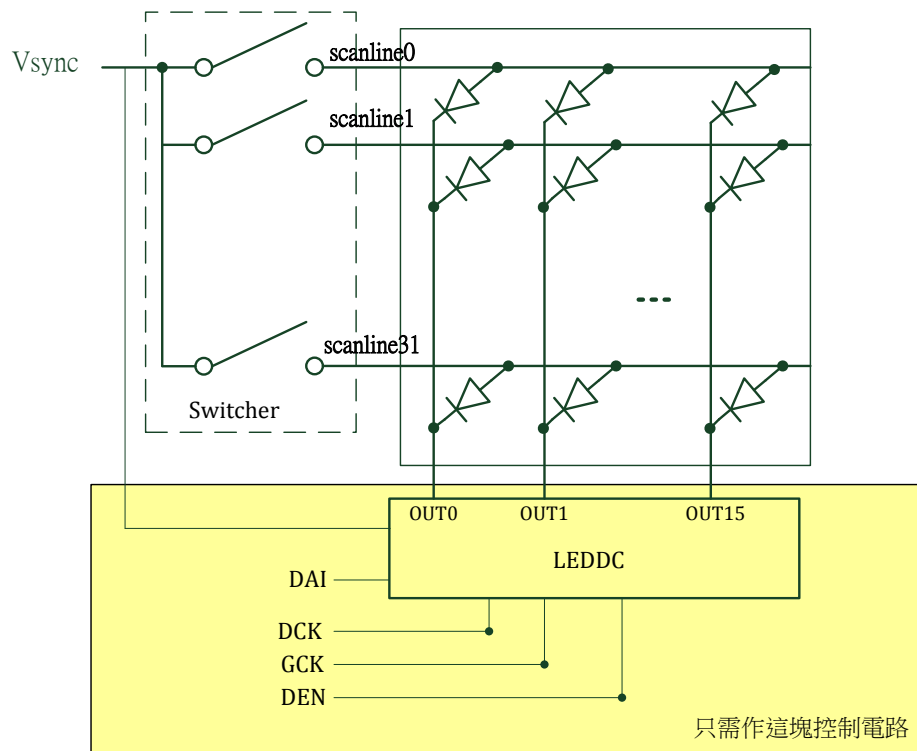 Vsync
scanline0
scanline1
scanline31
Switcher
OUT0 OUT1 OUT15
LEDDC
DAI
DCK
GCK
DEN
只需作這塊控制電路